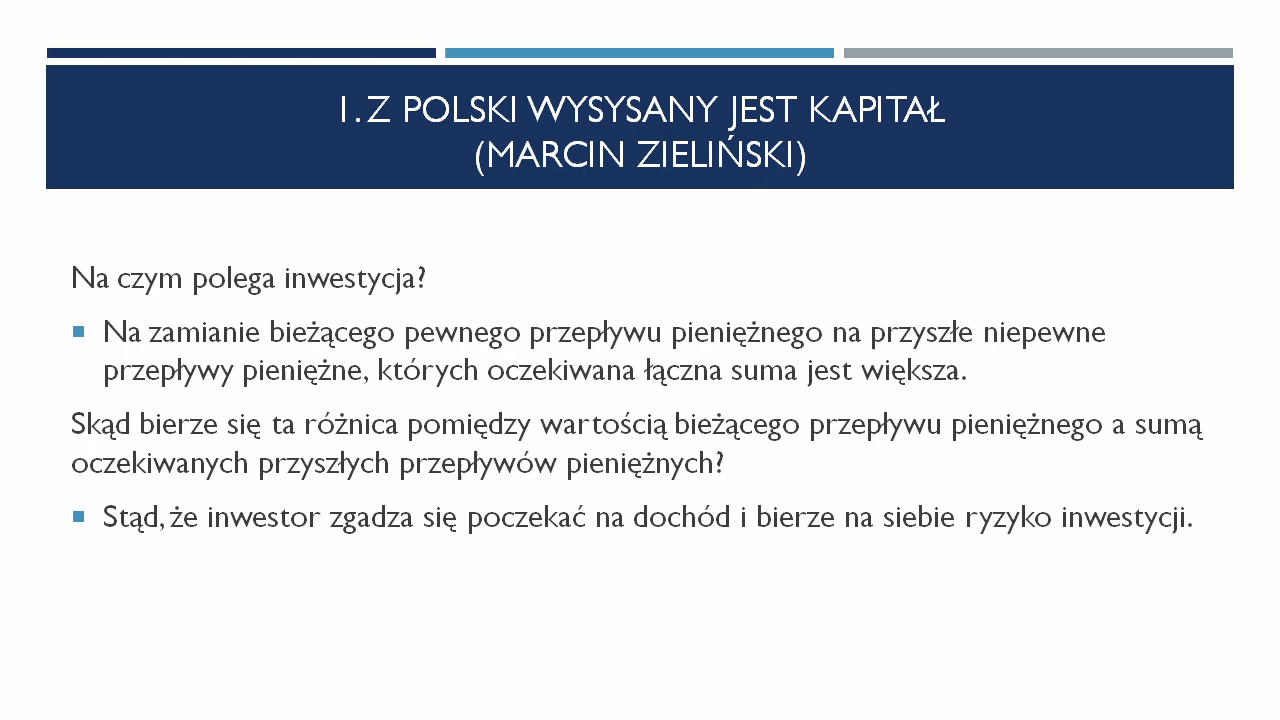 1. Z POLSKI WYSYSANY JEST KAPITAŁ
(MARCIN ZIELIŃSKI)
Na czym polega inwestycja?
Na zamianie bieżącego pewnego przepływu pieniężnego na przyszłe niepewne
przepływy pieniężne, których oczekiwana łączna suma jest większa.
Skąd bierze się ta różnica pomiędzy wartością bieżącego przepływu pieniężnego a sumą
oczekiwanych przyszłych przepływów pieniężnych?
Stąd, że inwestor zgadza się poczekać na dochód i bierze na siebie ryzyko inwestycji.